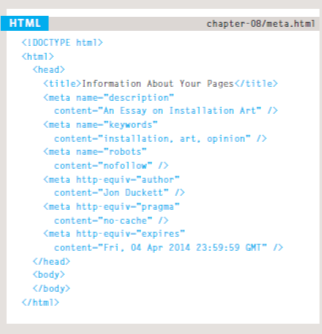 HTML
chapter-08/meta.html
<!DOCTYPE html>
<html>
<head>
<title>Information About Your Pages</title>
<meta name="description"
content="An Essay on Installation Art" />
<meta name="keywords"
content="installation, art, opinion" />
<meta name="robots"
content="nofollow" />
<meta http-equiv="author"
content="Jon Duckett" />
<meta http-equiv="pragma"
content="no-cache" />
<meta http-equiv="expires"
content="Fri, 04 Apr 2014 23:59:59 GMT" />
</head>
<body>
</body>
</html>